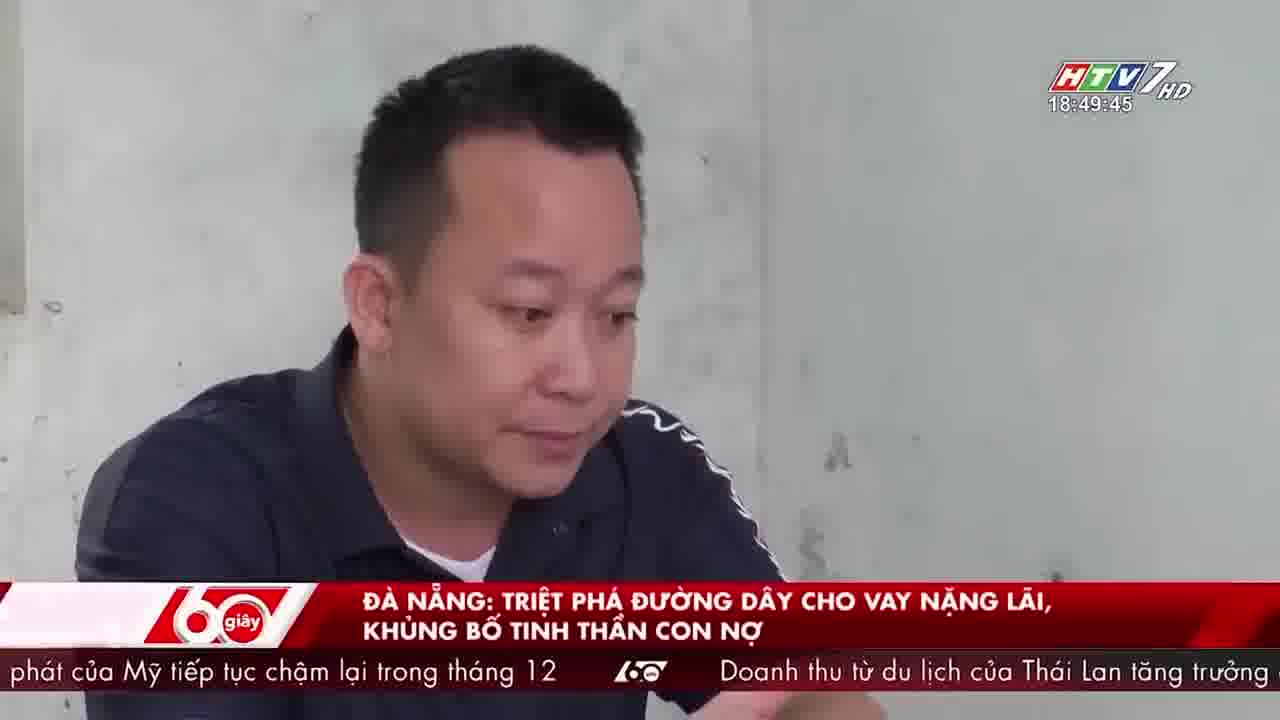 HTV7 HD
18:49:45
60 giây
ĐÀ NẴNG: TRIỆT PHÁ ĐƯỜNG DÂY CHO VAY NẶNG LÃI,
KHỦNG BỐ TINH THẦN CON NỢ
phát của Mỹ tiếp tục chậm lại trong tháng 12 60 giây Doanh thu từ du lịch của Thái Lan tăng trưởng